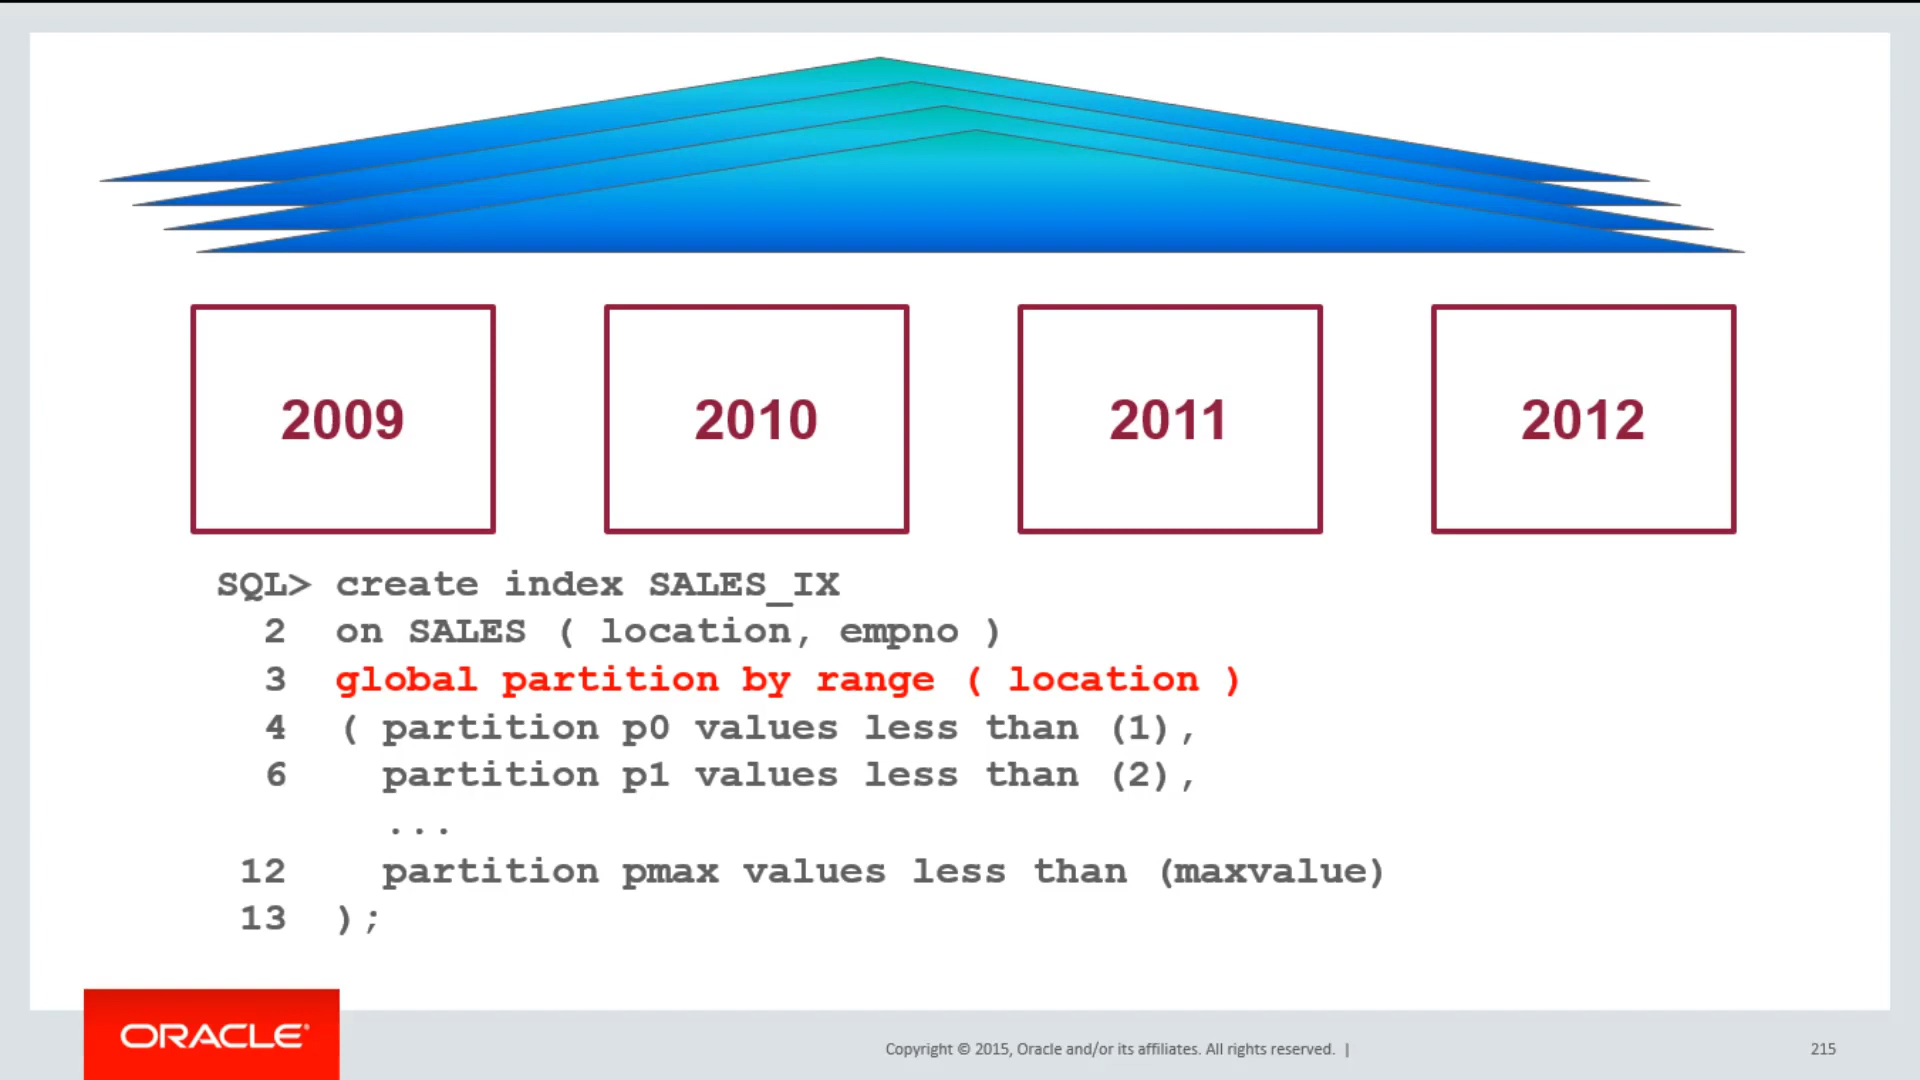 2009 2010 2011 2012
SQL> create index SALES_IX
2 on SALES ( location, empno )
3 global partition by range ( location )
4 ( partition p0 values less than (1),
6 partition p1 values less than (2),
...
12 partition pmax values less than (maxvalue)
13 );
ORACLE®
Copyright © 2015, Oracle and/or its affiliates. All rights reserved. |
215